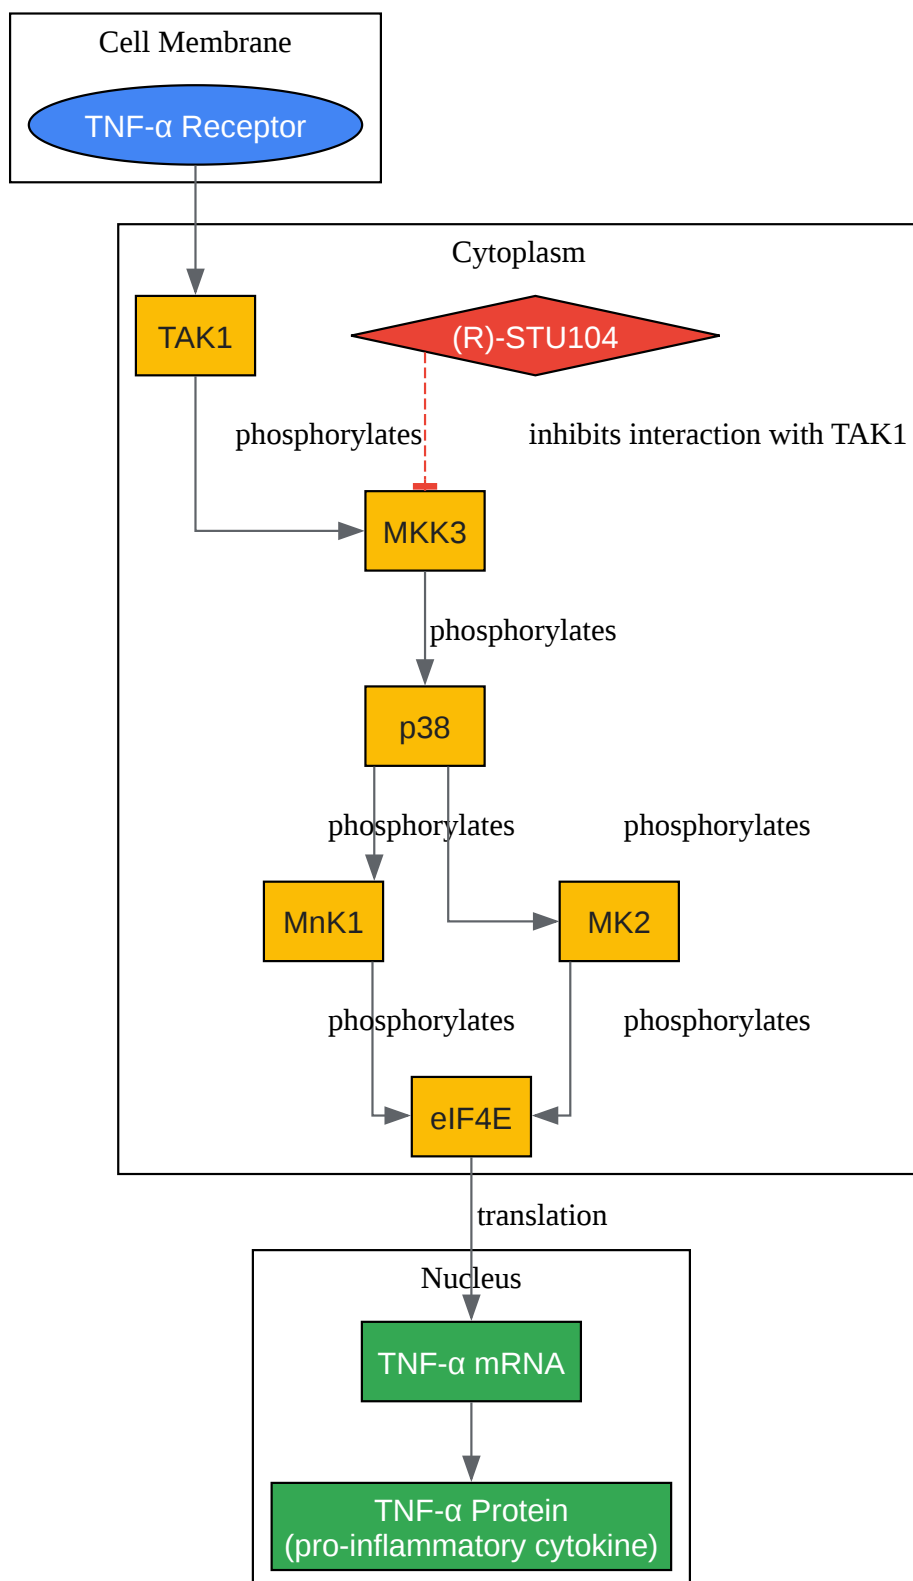 Cell Membrane
TNF-α Receptor
Cytoplasm
TAK1
(R)-STU104
phosphorylates
inhibits interaction with TAK1
MKK3
phosphorylates
p38
phosphorylates
phosphorylates
MnK1
MK2
phosphorylates
phosphorylates
eIF4E
translation
Nucleus
TNF-α mRNA
TNF-α Protein
(pro-inflammatory cytokine)